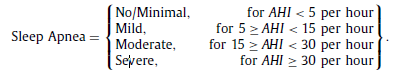 No/Minimal, for AHI < 5 per hour
Mild, for 5 ≥ AHI < 15 per hour
Sleep Apnea = Moderate, for 15 ≥ AHI < 30 per hour
Severe, for AHI ≥ 30 per hour.